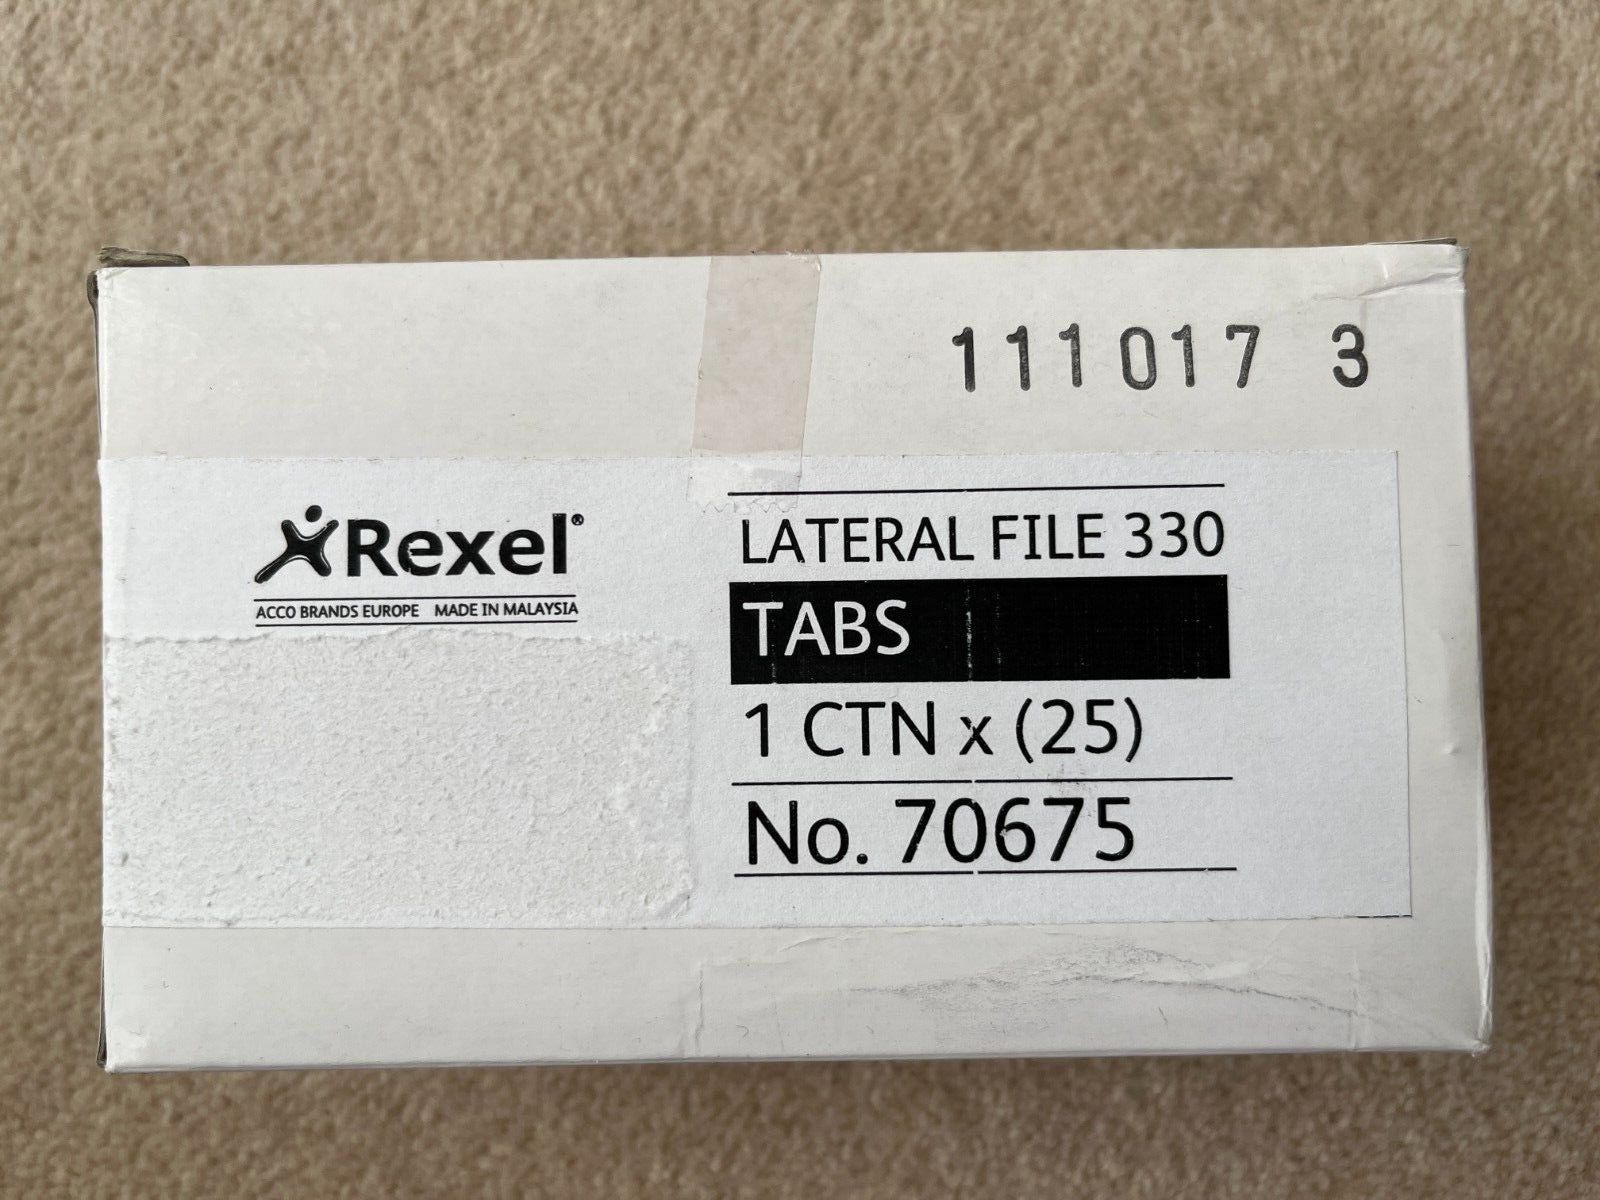 111017 3
Rexel®
ACCO BRANDS EUROPE MADE IN MALAYSIA
LATERAL FILE 330
TABS
1 CTN x (25)
No. 70675